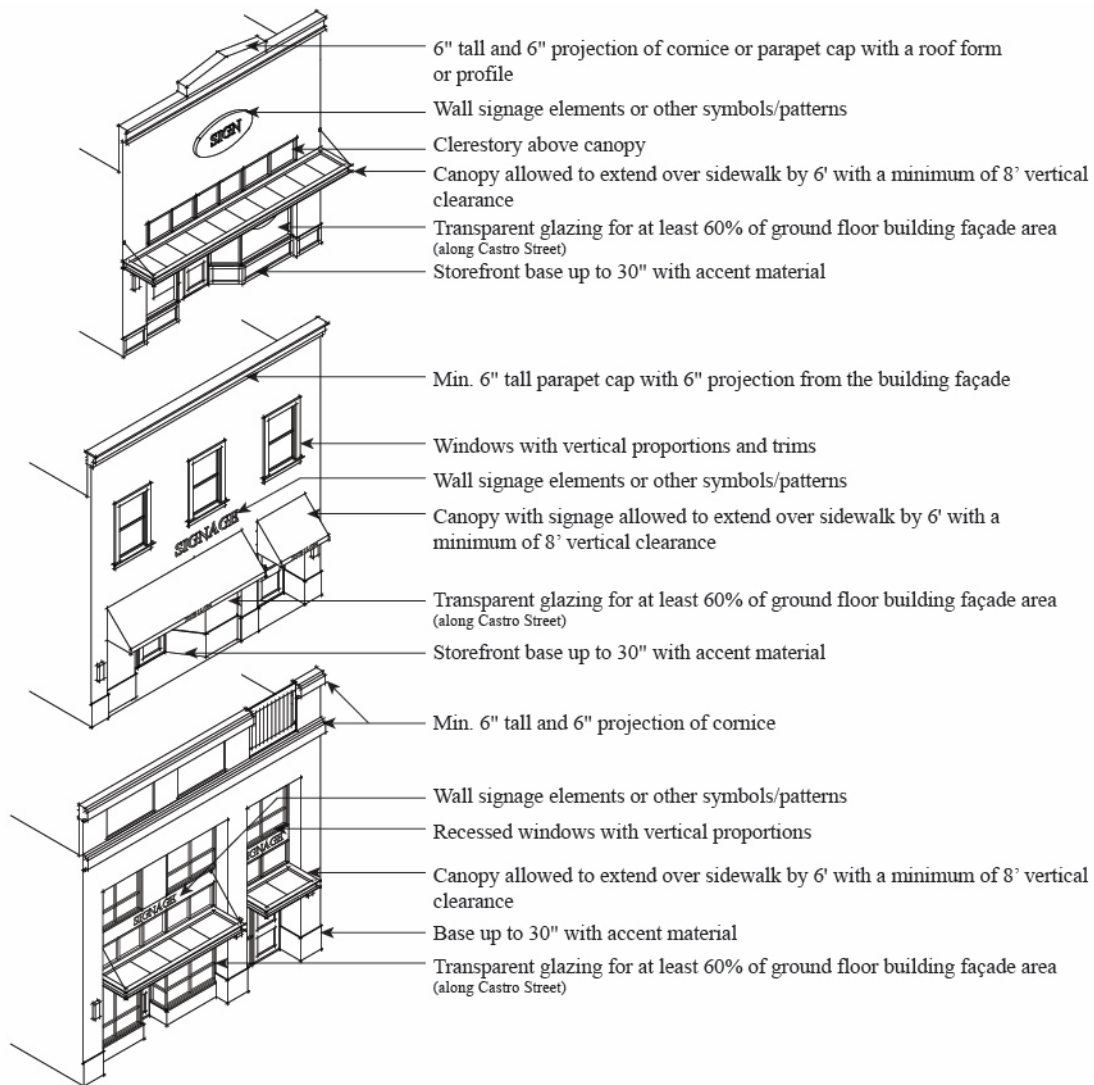 6" tall and 6" projection of cornice or parapet cap with a roof form
or profile
Wall signage elements or other symbols/patterns
SIGN
Clerestory above canopy
Canopy allowed to extend over sidewalk by 6' with a minimum of 8’ vertical
clearance
Transparent glazing for at least 60% of ground floor building façade area
(along Castro Street)
Storefront base up to 30" with accent material
Min. 6" tall parapet cap with 6" projection from the building façade
Windows with vertical proportions and trims
Wall signage elements or other symbols/patterns
SIGNAGE
Canopy with signage allowed to extend over sidewalk by 6' with a
minimum of 8’ vertical clearance
Transparent glazing for at least 60% of ground floor building façade area
(along Castro Street)
Storefront base up to 30" with accent material
Min. 6" tall and 6" projection of cornice
Wall signage elements or other symbols/patterns
Recessed windows with vertical proportions
SIGNAGE
SIGNAGE
Canopy allowed to extend over sidewalk by 6' with a minimum of 8’ vertical
clearance
Base up to 30" with accent material
Transparent glazing for at least 60% of ground floor building façade area
(along Castro Street)